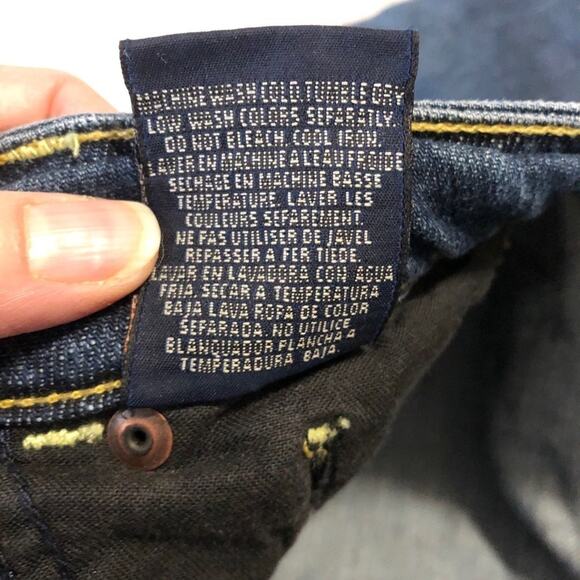 MACHINE WASH COLD TUMBLE DRY
LOW. WASH COLORS SEPARATLY
DO NOT BLEACH. COOL IRON.
LAVER EN MACHINE A L'EAU FROIDE
SECHAGE EN MACHINE BASSE
TEMPERATURE. LAVER LES
COULEURS SEPAREMENT.
NE PAS UTILISER DE JAVEL
REPASSER A FER TIEDE.
LAVAR EN LAVADORA CON AGUA
FRIA. SECAR A TEMPERATURA
BAJA LAVA ROPA DE COLOR
SEPARADA. NO UTILICE
BLANQUADOR PLANCHA A
TEMPERADURA BAJA.